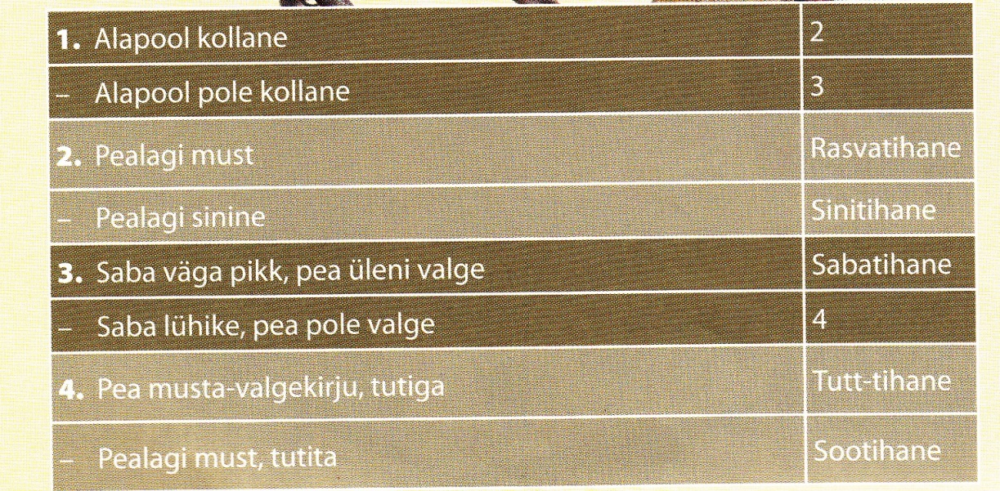 1. Alapool kollane 2
– Alapool pole kollane 3
2. Pealagi must Rasvatihane
– Pealagi sinine Sinitihane
3. Saba väga pikk, pea üleni valge Sabatihane
– Saba lühike, pea pole valge 4
4. Pea musta-valgekirju, tutiga Tutt-tihane
– Pealagi must, tutita Sootihane